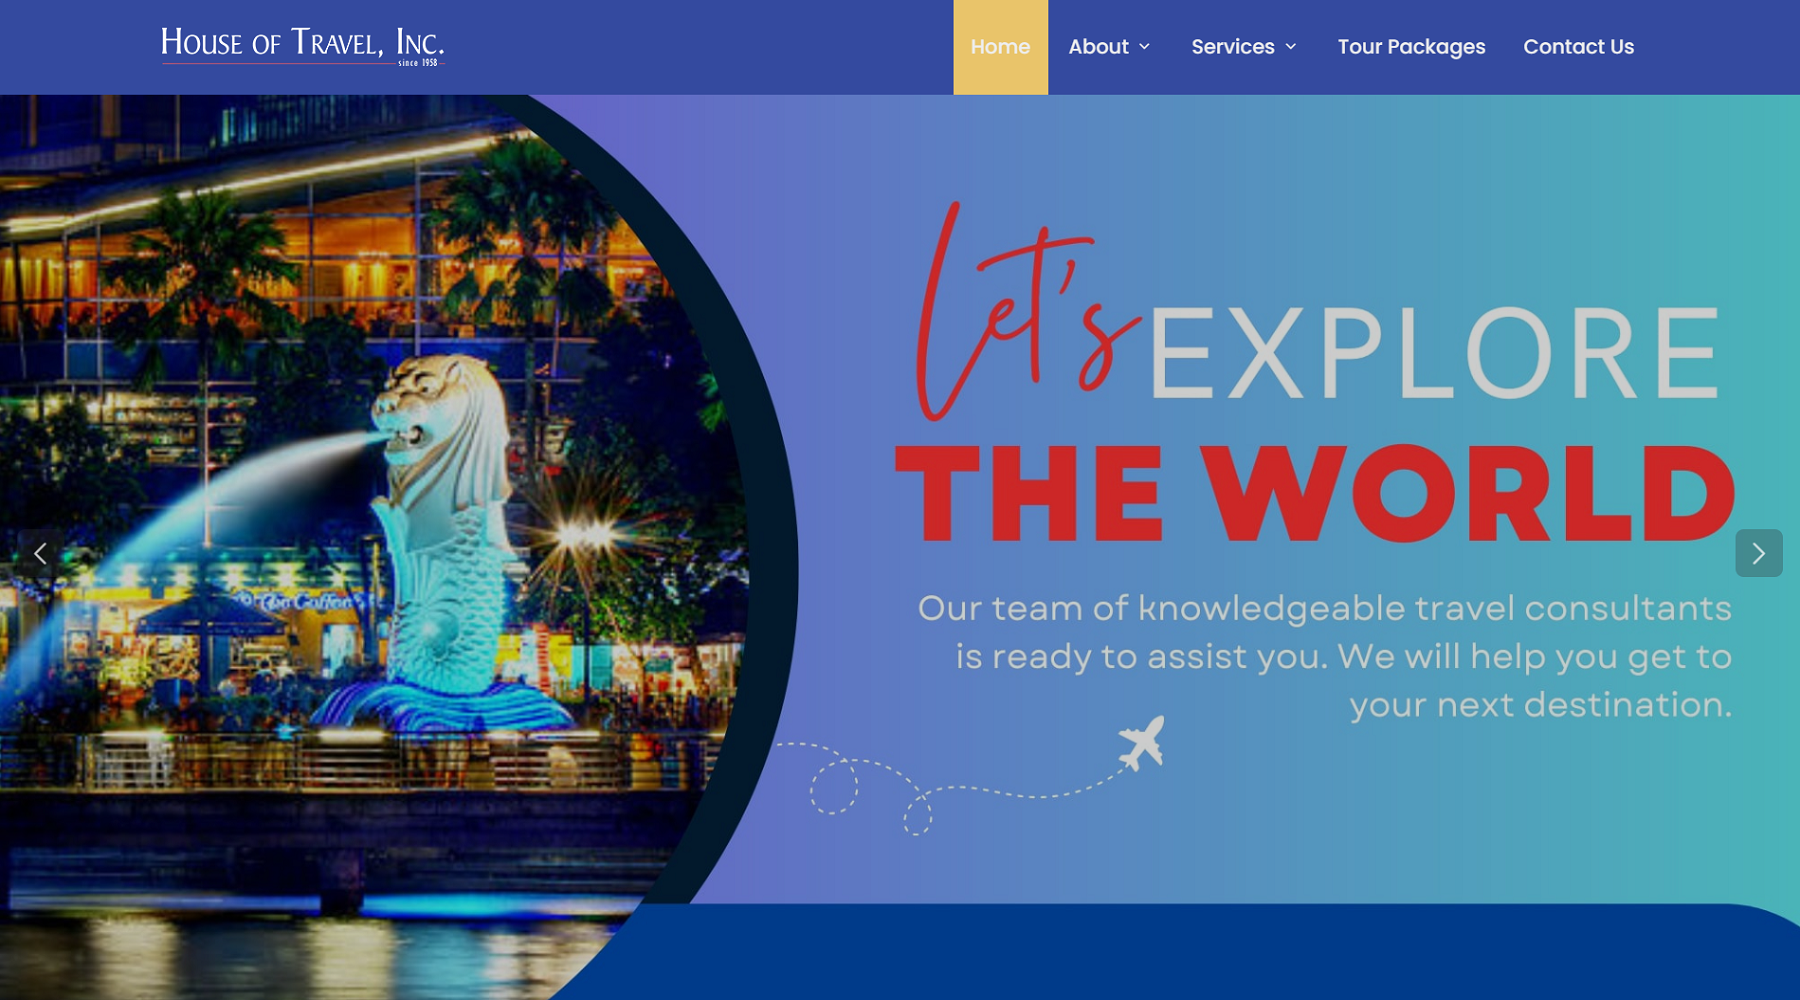 HOUSE OF TRAVEL, INC.
since 1958
Home
About
Services
Tour Packages
Contact Us
Let's EXPLORE
THE WORLD
Our team of knowledgeable travel consultants
is ready to assist you. We will help you get to
your next destination.